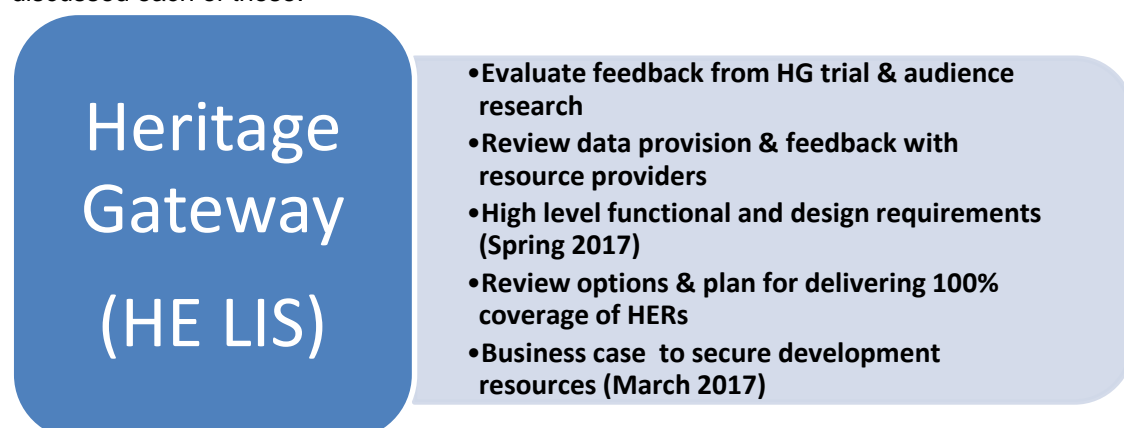 discussed each of these.
Heritage
Gateway
(HE LIS)
•Evaluate feedback from HG trial & audience
research
•Review data provision & feedback with
resource providers
•High level functional and design requirements
(Spring 2017)
•Review options & plan for delivering 100%
coverage of HERs
•Business case  to secure development
resources (March 2017)